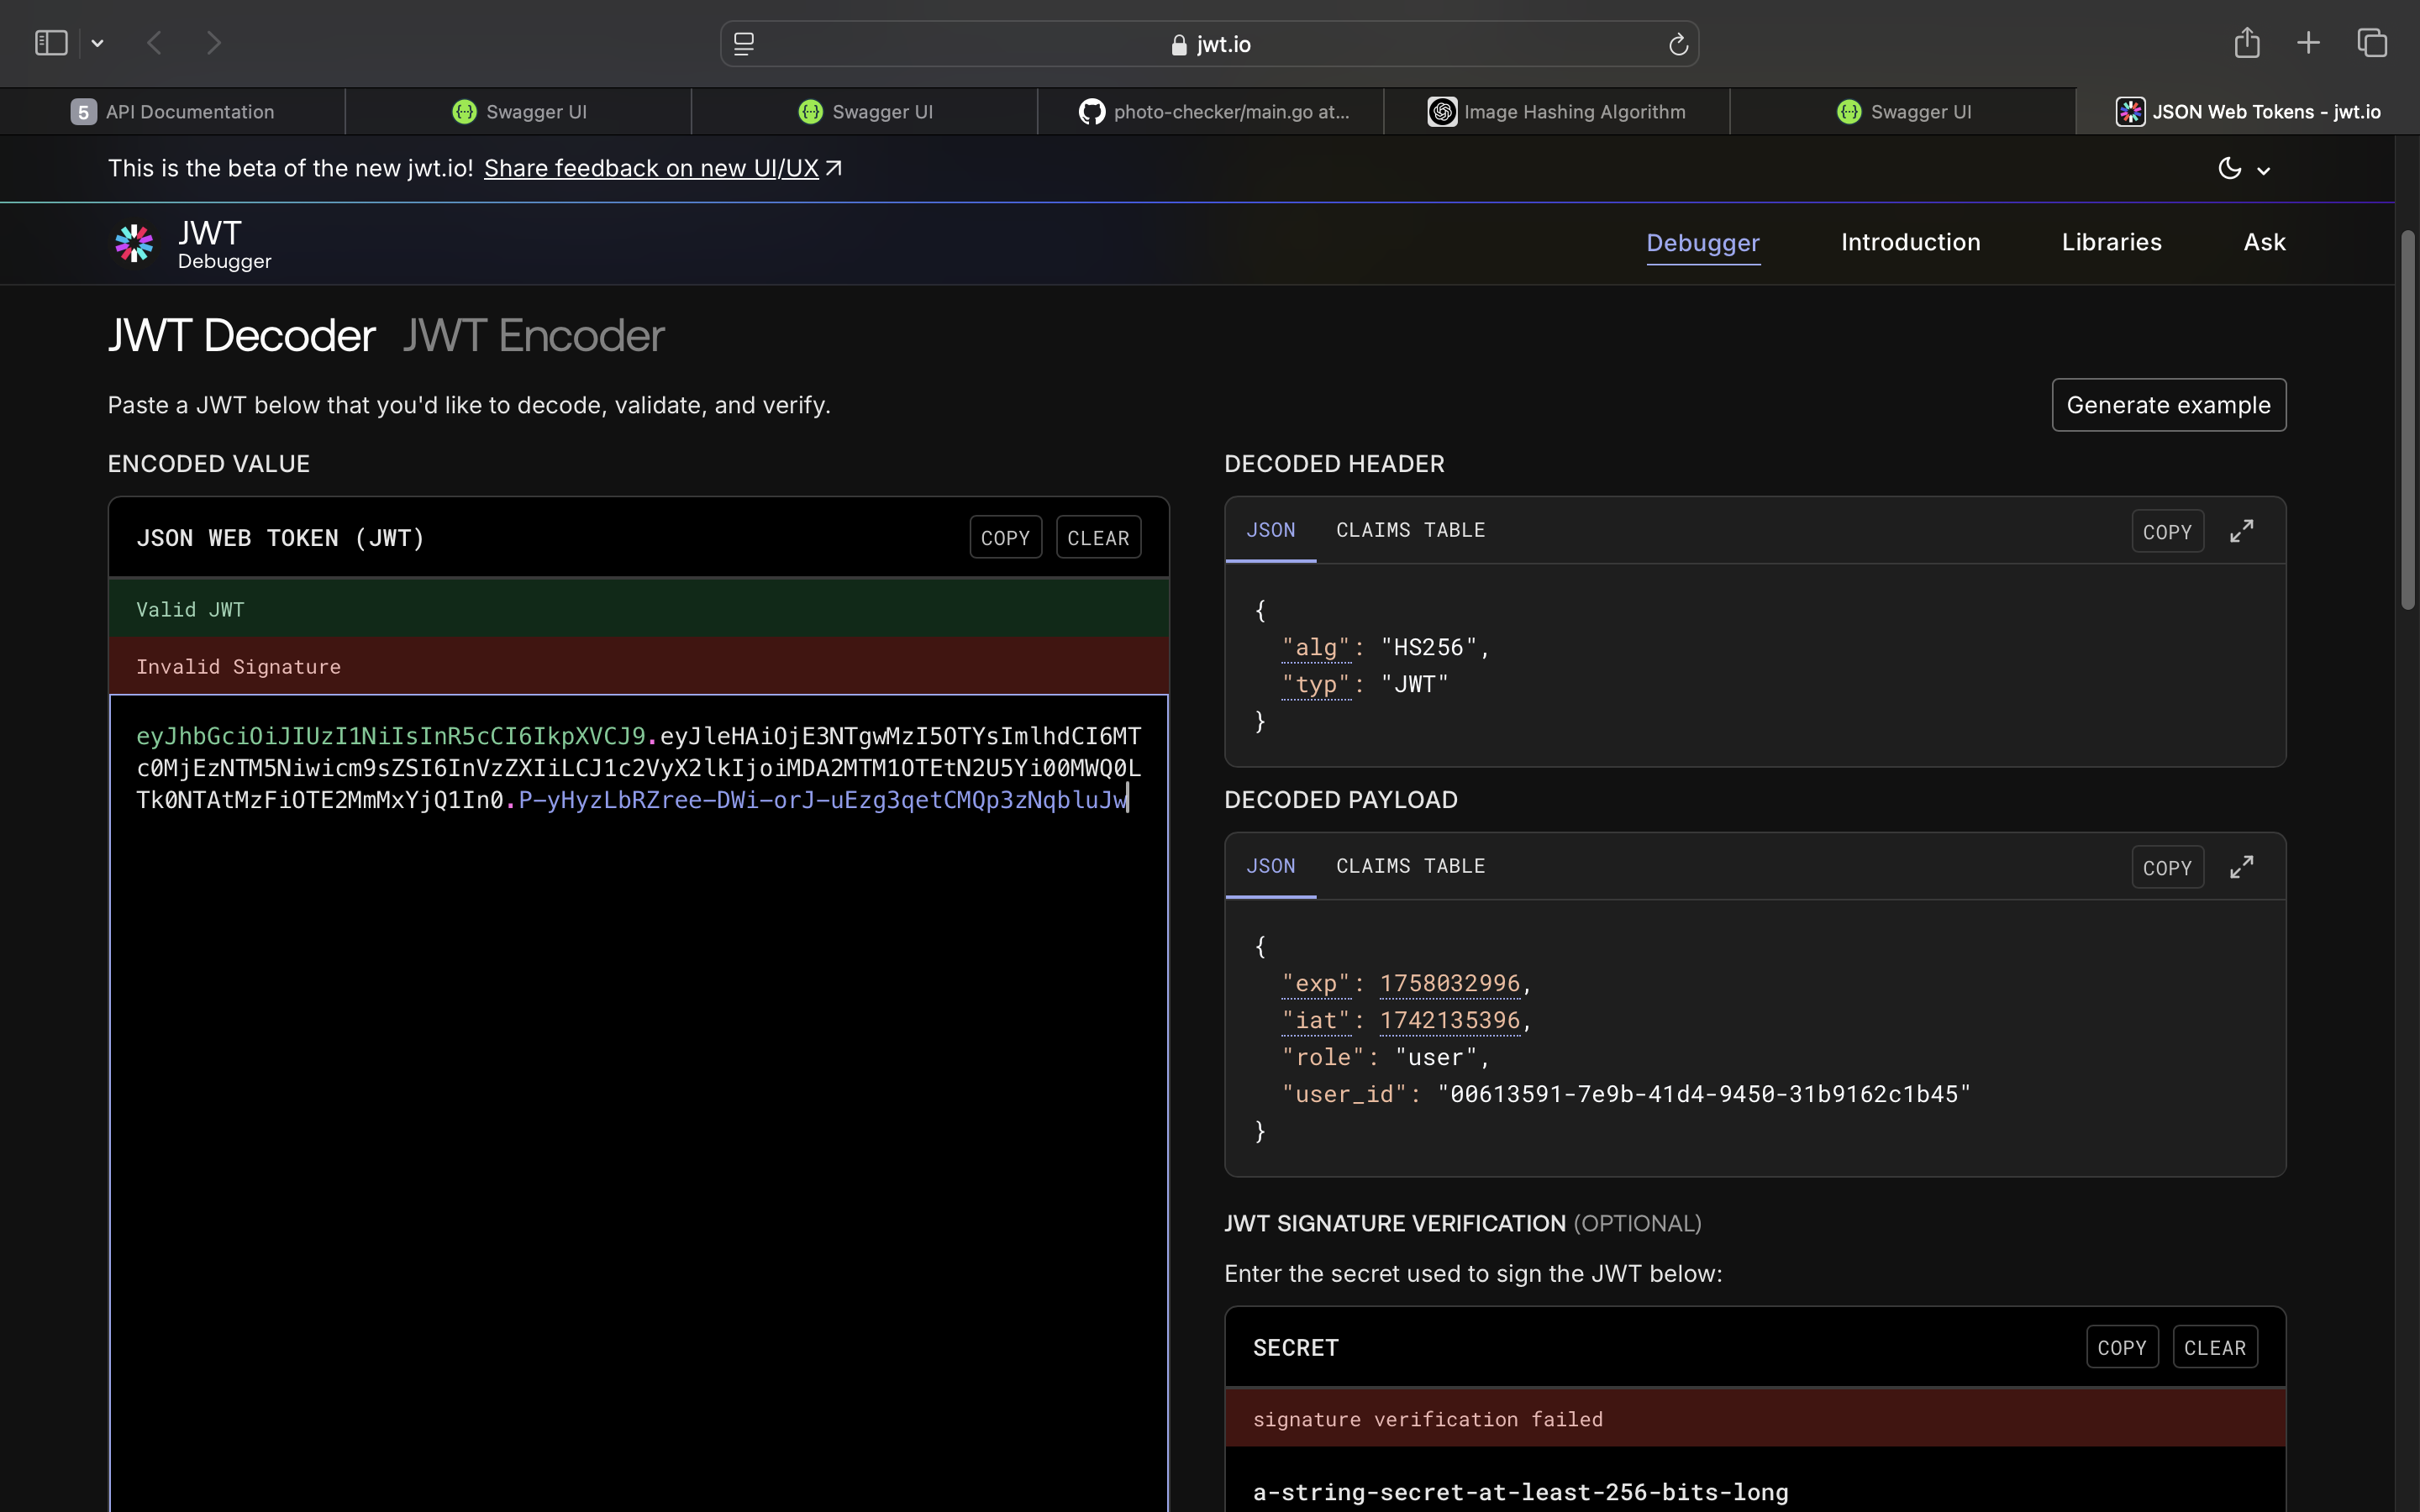 jwt.io
5 API Documentation
Swagger UI
Swagger UI
photo-checker/main.go at...
Image Hashing Algorithm
Swagger UI
JSON Web Tokens - jwt.io
This is the beta of the new jwt.io! Share feedback on new UI/UX
JWT
Debugger
Debugger
Introduction
Libraries
Ask
JWT Decoder JWT Encoder
Paste a JWT below that you'd like to decode, validate, and verify.
Generate example
ENCODED VALUE
JSON WEB TOKEN (JWT)
COPY
CLEAR
Valid JWT
Invalid Signature
eyJhbGciOiJIUzI1NiIsInR5cCI6IkpXVCJ9.eyJleHAiOjE3NTgwMzI5OTYsImlhdCI6MT
c0MjEzNTM5Niwicm9sZSI6InVzZXIiLCJ1c2VyX2lkIjoiMDA2MTM1OTEtN2U5Yi00MWQ0L
Tk0NTAtMzFiOTE2MmMxYjQ1In0.P-yHyzLbRZree-DWi-orJ-uEzg3qetCMQp3zNqbluJw
DECODED HEADER
JSON
CLAIMS TABLE
COPY
{
"alg": "HS256",
"typ": "JWT"
}
DECODED PAYLOAD
JSON
CLAIMS TABLE
COPY
{
"exp": 1758032996,
"iat": 1742135396,
"role": "user",
"user_id": "00613591-7e9b-41d4-9450-31b9162c1b45"
}
JWT SIGNATURE VERIFICATION (OPTIONAL)
Enter the secret used to sign the JWT below:
SECRET
COPY
CLEAR
signature verification failed
a-string-secret-at-least-256-bits-long